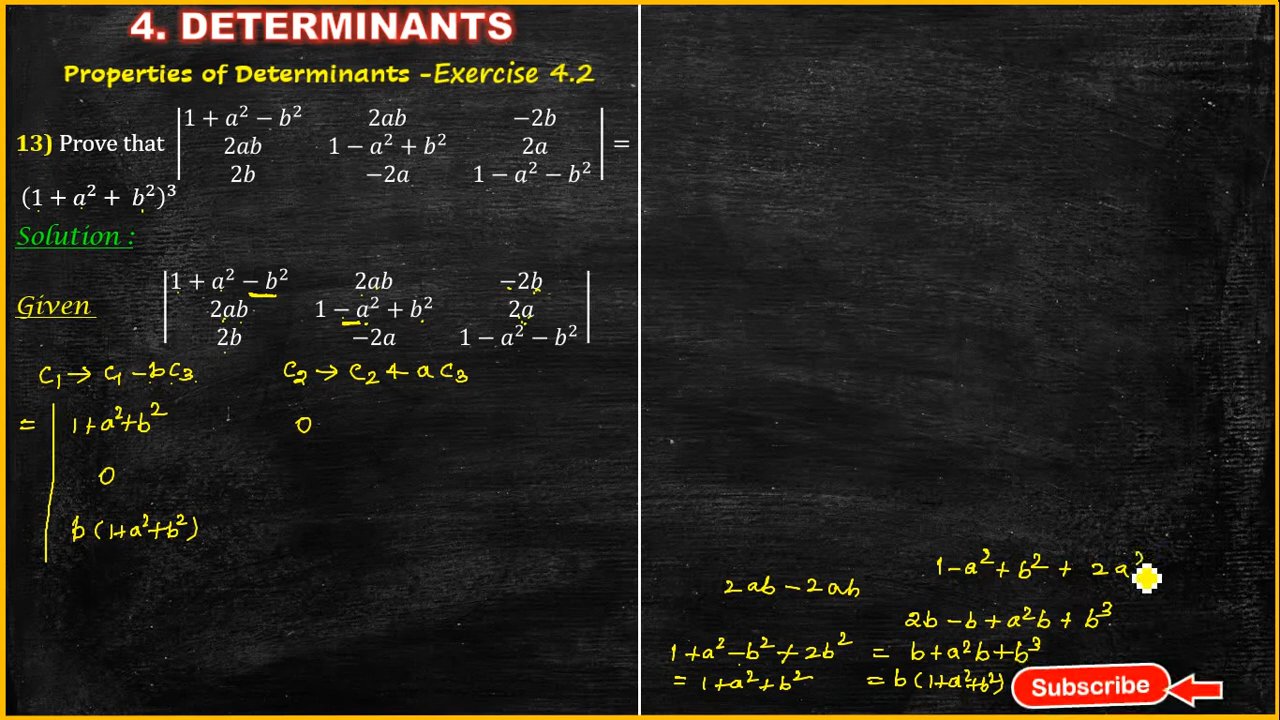 4. DETERMINANTS
Properties of Determinants -Exercise 4.2
13) Prove that |1 + a² − b² 2ab −2b|
|2ab 1 − a² + b² 2a| =
|2b −2a 1 − a² − b²|
(1 + a² + b²)³
Solution :
Given |1 + a² − b² 2ab −2b|
|2ab 1 − a² + b² 2a|
|2b −2a 1 − a² − b²|
C₁ → C₁ − bC₃ C₂ → C₂ + aC₃
= | 1+a²+b² 0
0
b(1+a²+b²)
1−a²+b² + 2a²
2ab − 2ab
2b − b + a²b + b³
1+a²−b²+2b² = b+a²b+b³
= 1+a²+b² = b(1+a²+b²)
Subscribe